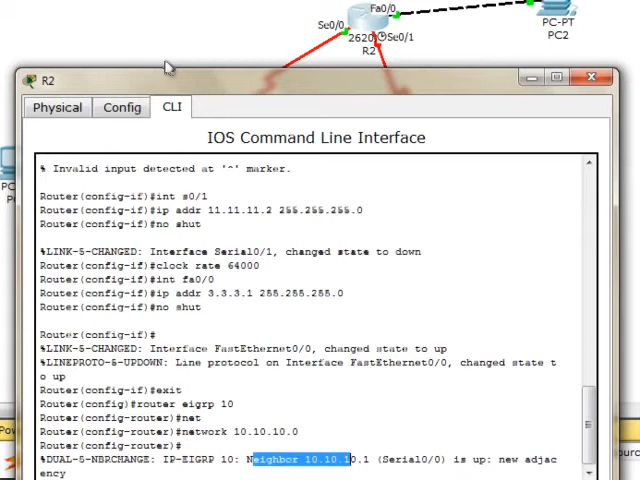 Fa0/0
Se0/0
2620
Se0/1
R2
PC-PT
PC2
R2
Physical
Config
CLI
IOS Command Line Interface
% Invalid input detected at '^' marker.
Router(config-if)#int s0/1
Router(config-if)#ip addr 11.11.11.2 255.255.255.0
Router(config-if)#no shut
%LINK-5-CHANGED: Interface Serial0/1, changed state to down
Router(config-if)#clock rate 64000
Router(config-if)#int fa0/0
Router(config-if)#ip addr 3.3.3.1 255.255.255.0
Router(config-if)#no shut
Router(config-if)#
%LINK-5-CHANGED: Interface FastEthernet0/0, changed state to up
%LINEPROTO-5-UPDOWN: Line protocol on Interface FastEthernet0/0, changed state t
o up
Router(config-if)#exit
Router(config)#router eigrp 10
Router(config-router)#net
Router(config-router)#network 10.10.10.0
Router(config-router)#
%DUAL-5-NBRCHANGE: IP-EIGRP 10: Neighbor 10.10.10.1 (Serial0/0) is up: new adjac
ency